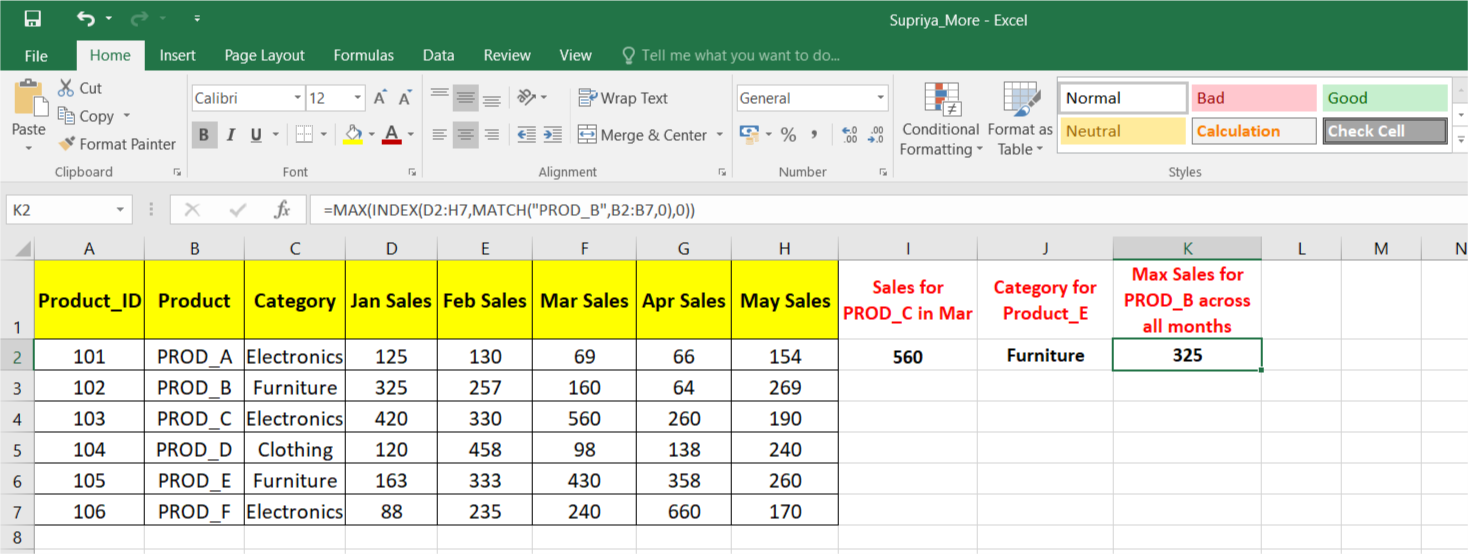 Supriya_More - Excel
File Home Insert Page Layout Formulas Data Review View Tell me what you want to do...
Paste
Cut
Copy
Format Painter
Clipboard
Calibri 12 A A
B I U A
Font
Wrap Text
Merge & Center
Alignment
General
% , .0 .00 .00 .0
Number
Conditional Formatting
Format as Table
Normal Bad Good
Neutral Calculation Check Cell
Styles
K2 fx =MAX(INDEX(D2:H7,MATCH("PROD_B",B2:B7,0),0))
A B C D E F G H I J K L M N
1 Product_ID Product Category Jan Sales Feb Sales Mar Sales Apr Sales May Sales Sales for PROD_C in Mar Category for Product_E Max Sales for PROD_B across all months
2 101 PROD_A Electronics 125 130 69 66 154 560 Furniture 325
3 102 PROD_B Furniture 325 257 160 64 269
4 103 PROD_C Electronics 420 330 560 260 190
5 104 PROD_D Clothing 120 458 98 138 240
6 105 PROD_E Furniture 163 333 430 358 260
7 106 PROD_F Electronics 88 235 240 660 170
8